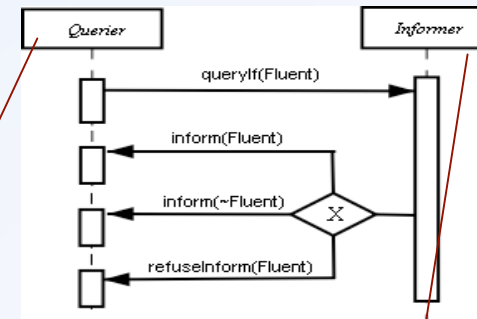 Querier
Informer
queryIf(Fluent)
inform(Fluent)
inform(~Fluent)
X
refuseInform(Fluent)